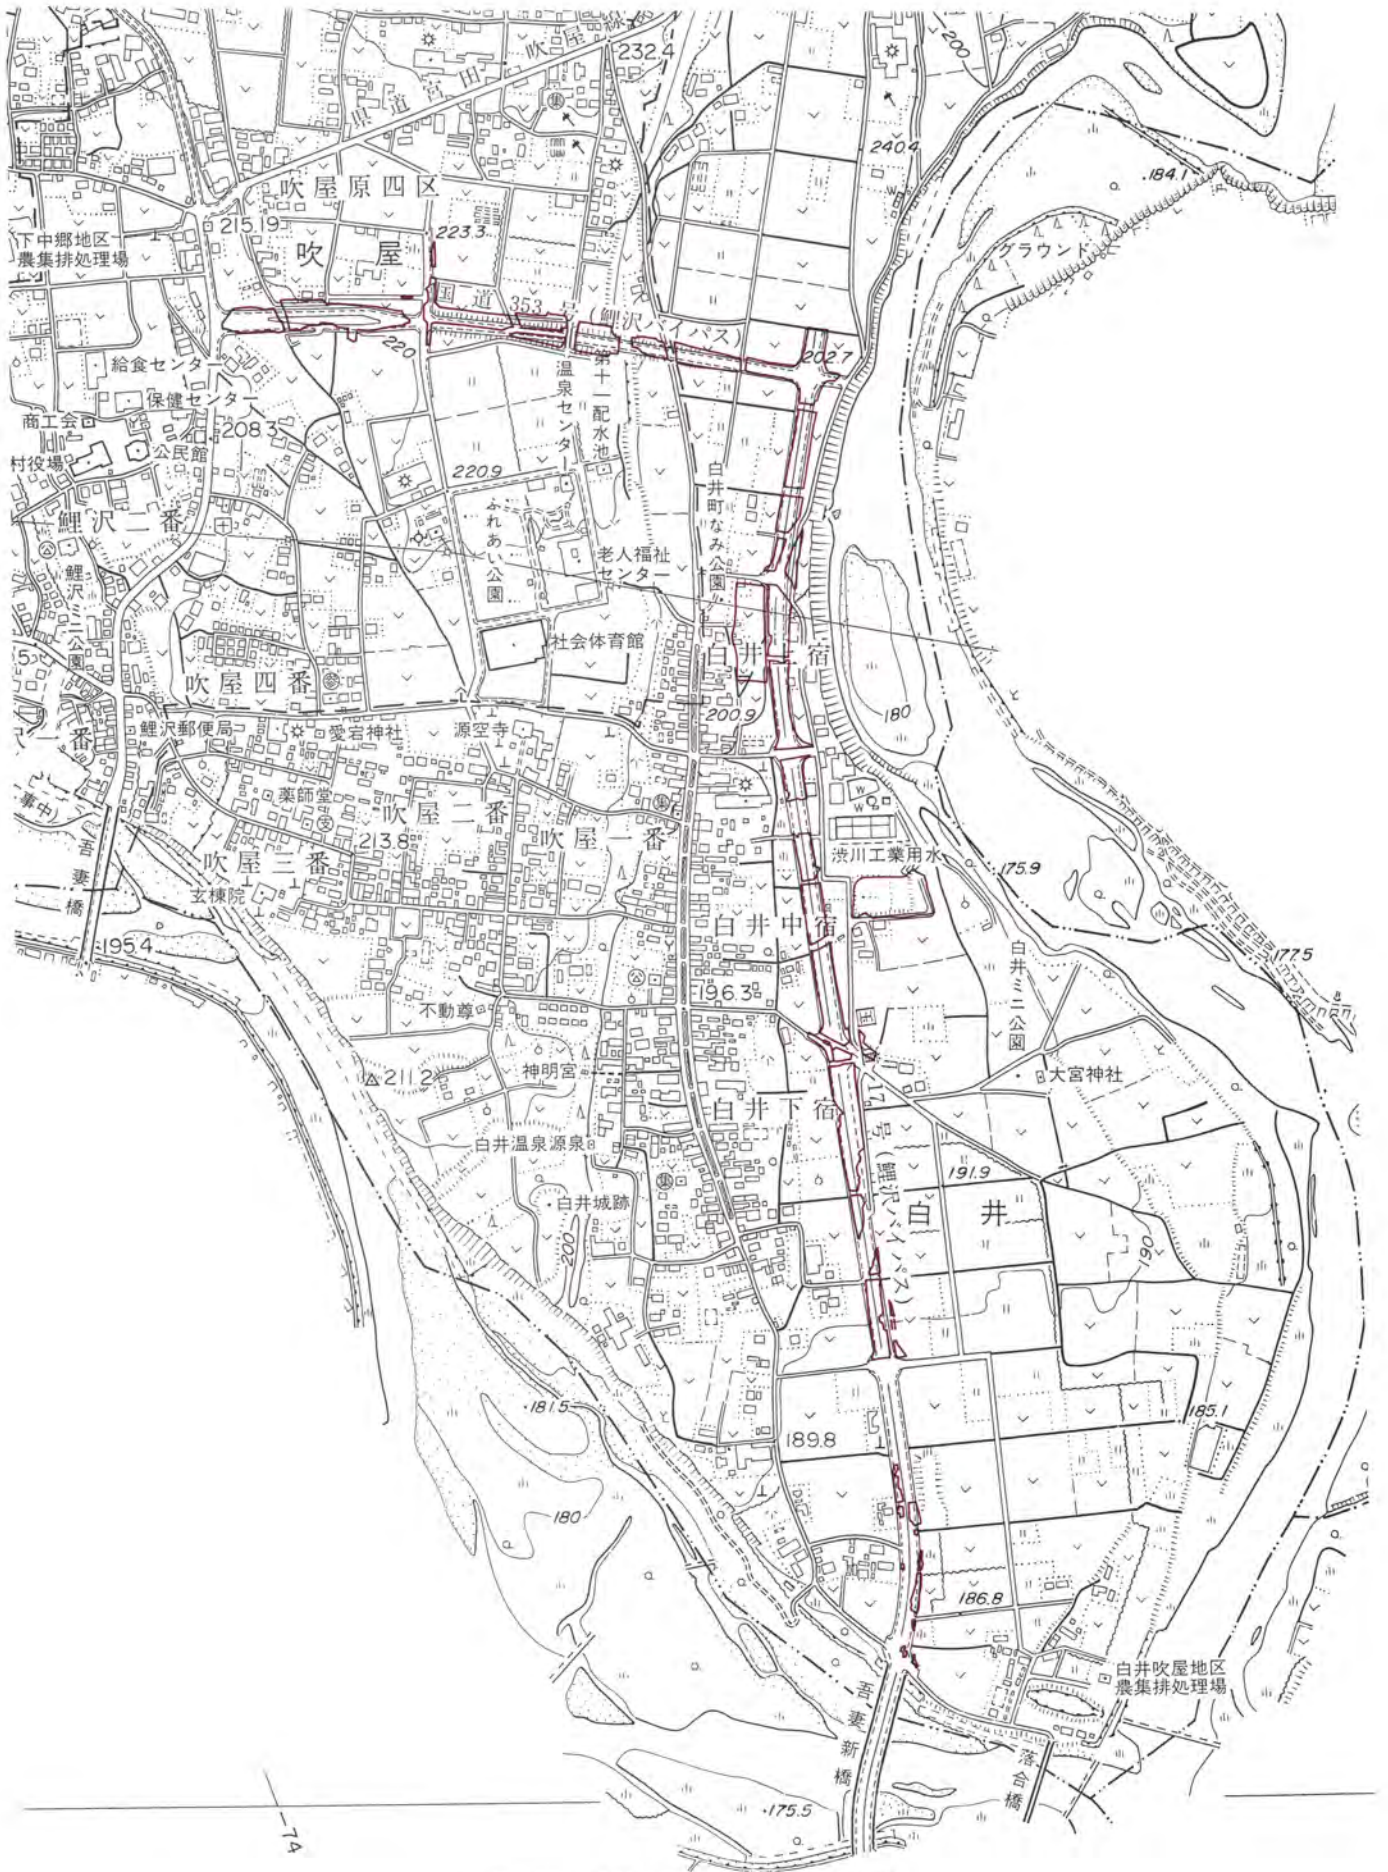 232.4
200
県道宮田吹屋線
240.4
184.1
吹屋原四区
215.19
223.3
下中郷地区
農集排処理場
吹屋
グラウンド
国道353号(鯉沢バイパス)
220
202.7
給食センター
保健センター
商工会
208.3
公民館
村役場
第十一配水池
温泉センター
220.9
白井町なみ公園
鯉沢二番
ふれあい公園
老人福祉
センター
鯉沢ミニ公園
社会体育館
白井上宿
吹屋四番
180
200.9
鯉沢郵便局
愛宕神社
源空寺
薬師堂
吹屋二番
吹屋一番
213.8
吹屋三番
渋川工業用水
175.9
吾妻橋
玄棟院
195.4
白井中宿
177.5
白井ミニ公園
196.3
不動尊
神明宮
211.2
大宮神社
白井下宿
国17号(鯉沢バイパス)
白井温泉源泉
191.9
白井城跡
白井
200
190
181.5
185.1
189.8
180
186.8
白井吹屋地区
農集排処理場
吾妻新橋
落合橋
175.5
74